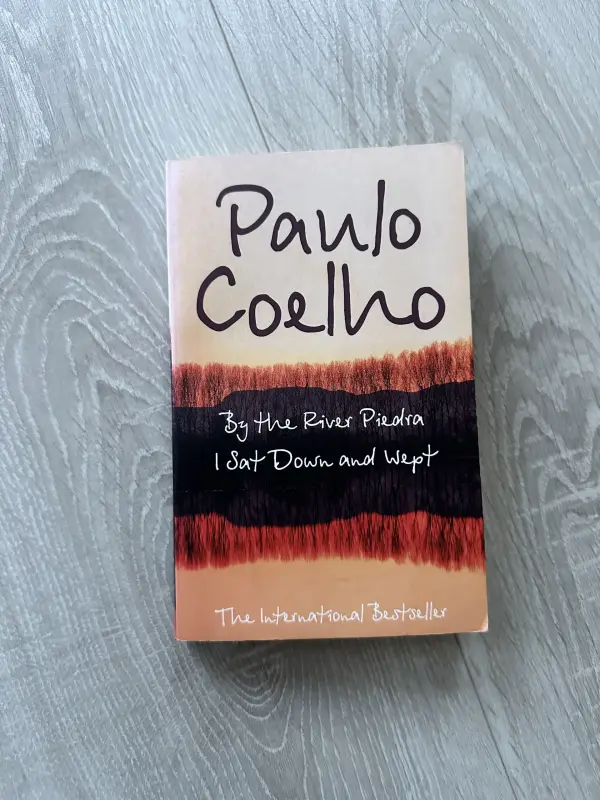 Paulo
Coelho
By the River Piedra
I Sat Down and Wept
The International Bestseller